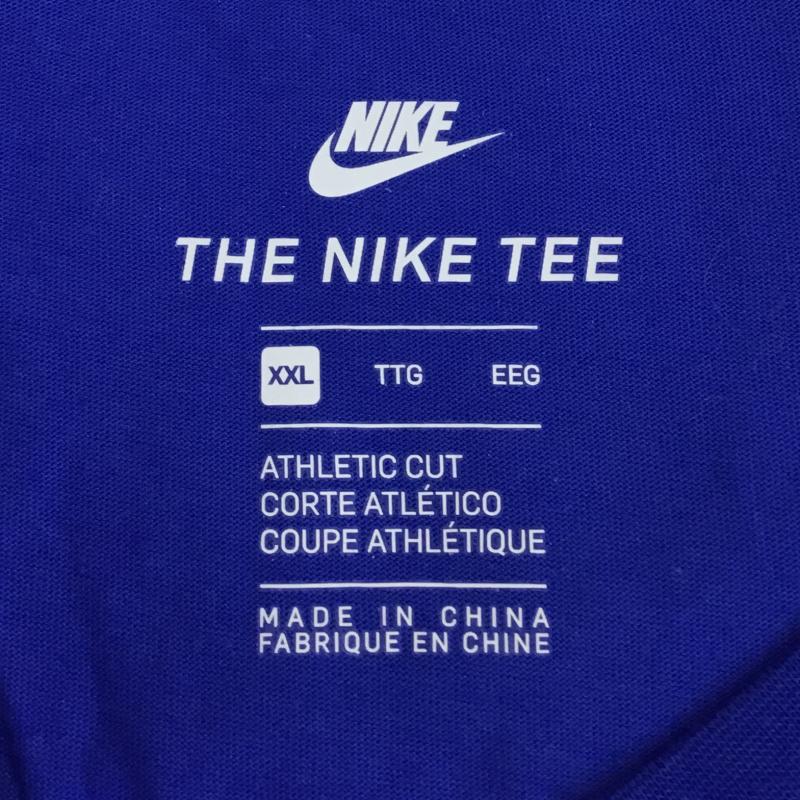 NIKE
THE NIKE TEE
XXL TTG EEG
ATHLETIC CUT
CORTE ATLÉTICO
COUPE ATHLÉTIQUE
MADE IN CHINA
FABRIQUE EN CHINE